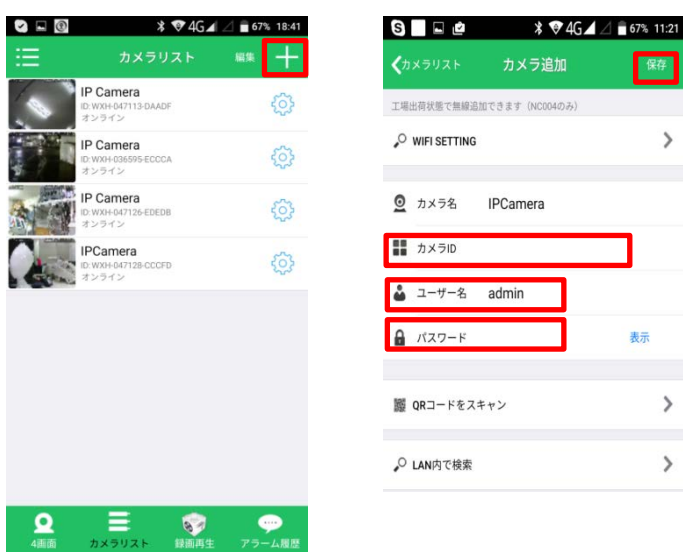 4G 67% 18:41
カメラリスト 編集
IP Camera
ID:WXH-047113-DAADF
オンライン
IP Camera
ID:WXH-036595-ECCCA
オンライン
IP Camera
ID:WXH-047126-EDEDB
オンライン
IPCamera
ID:WXH-047128-CCCFD
オンライン
4画面 カメラリスト 録画再生 アラーム履歴
4G 67% 11:21
カメラリスト カメラ追加 保存
工場出荷状態で無線追加できます（NC004のみ）
WIFI SETTING
カメラ名 IPCamera
カメラID
ユーザー名 admin
パスワード 表示
QRコードをスキャン
LAN内で検索